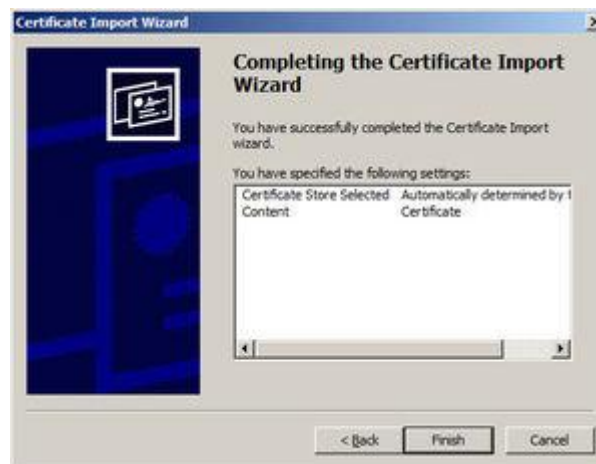 Certificate Import Wizard
Completing the Certificate Import
Wizard
You have successfully completed the Certificate Import
wizard.
You have specified the following settings:
Certificate Store Selected Automatically determined by t
Content Certificate
< Back Finish Cancel